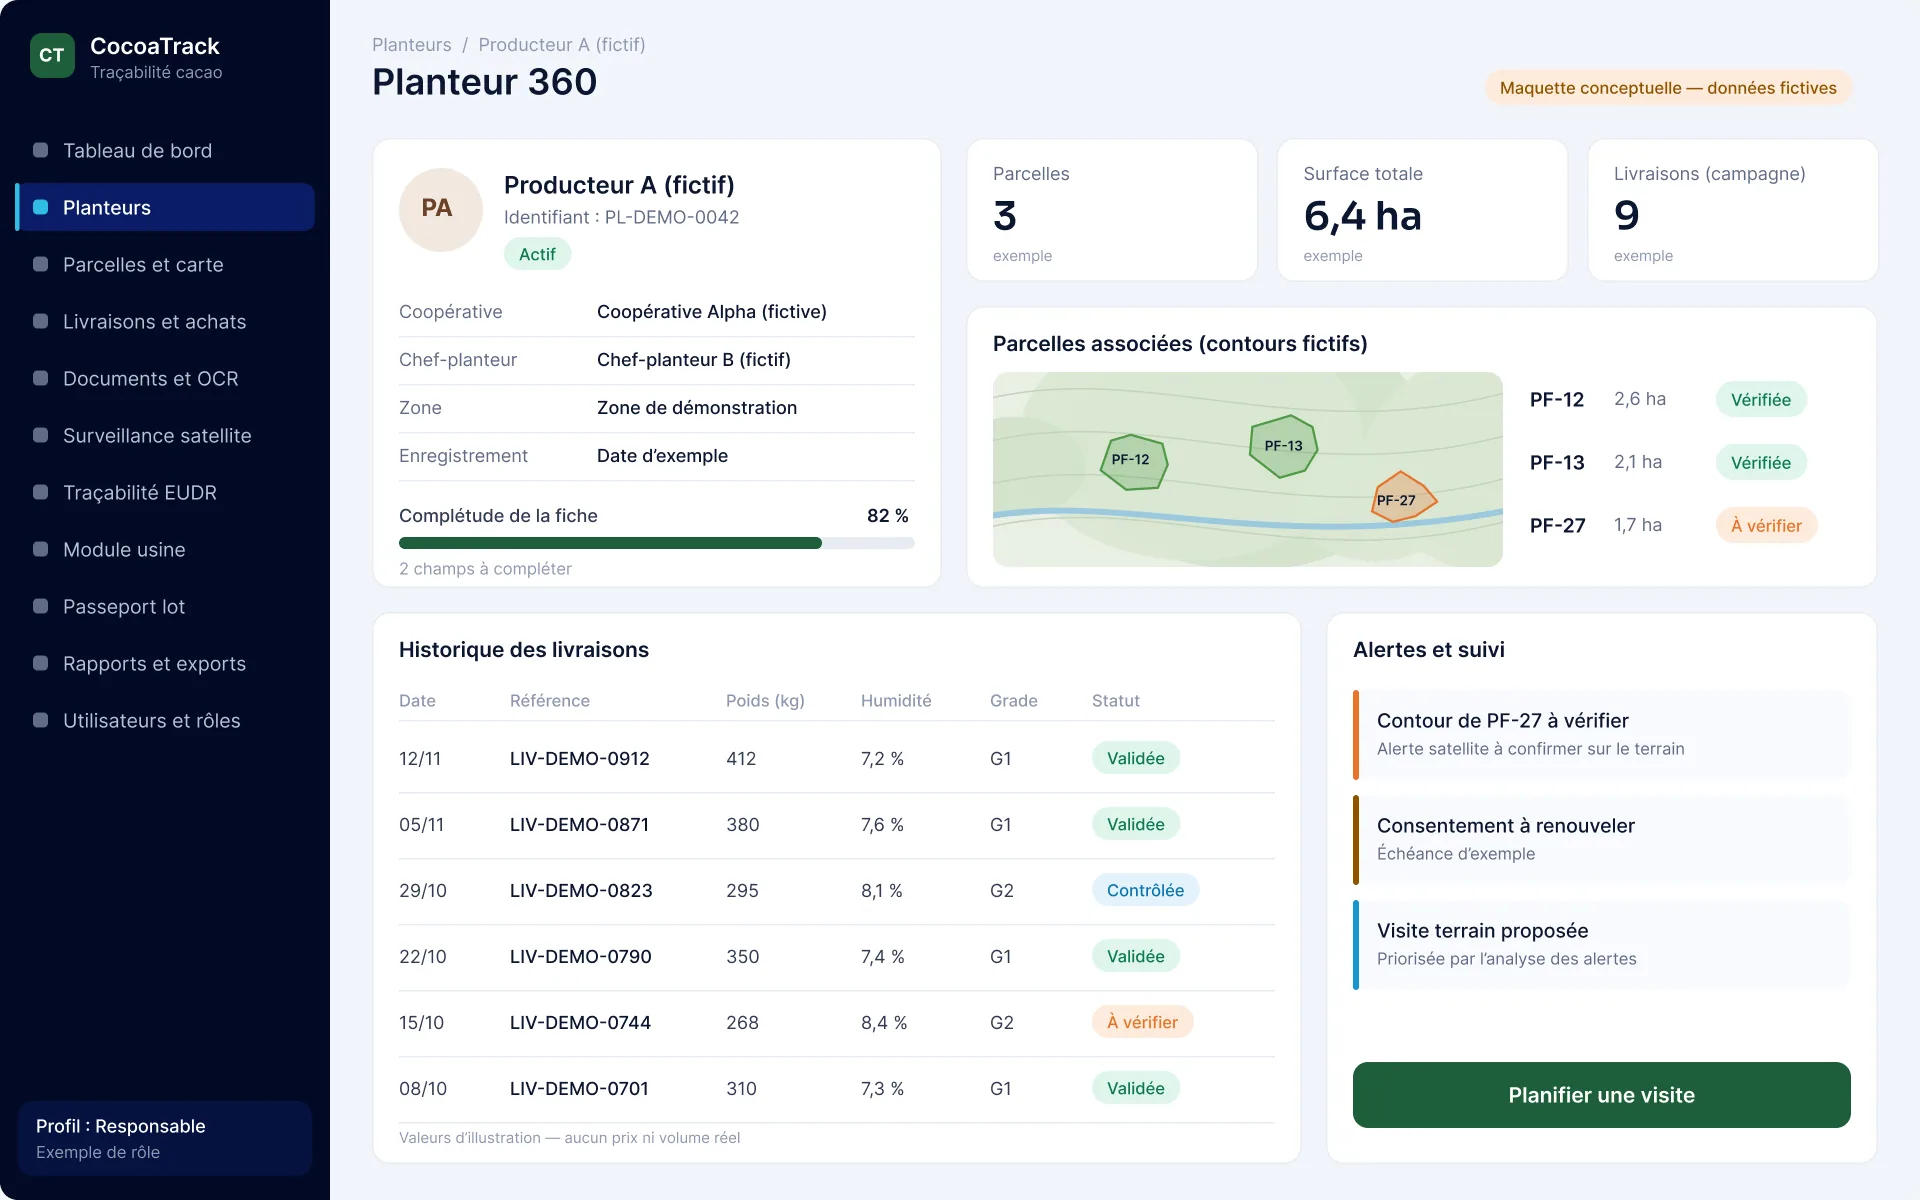 CT
CocoaTrack
Traçabilité cacao
Tableau de bord
Planteurs
Parcelles et carte
Livraisons et achats
Documents et OCR
Surveillance satellite
Traçabilité EUDR
Module usine
Passeport lot
Rapports et exports
Utilisateurs et rôles
Profil : Responsable
Exemple de rôle
Planteurs / Producteur A (fictif)
Planteur 360
Maquette conceptuelle — données fictives
PA
Producteur A (fictif)
Identifiant : PL-DEMO-0042
Actif
Coopérative Coopérative Alpha (fictive)
Chef-planteur Chef-planteur B (fictif)
Zone Zone de démonstration
Enregistrement Date d’exemple
Complétude de la fiche 82 %
2 champs à compléter
Parcelles
3
exemple
Surface totale
6,4 ha
exemple
Livraisons (campagne)
9
exemple
Parcelles associées (contours fictifs)
PF-12
PF-13
PF-27
PF-12 2,6 ha Vérifiée
PF-13 2,1 ha Vérifiée
PF-27 1,7 ha À vérifier
Historique des livraisons
Date Référence Poids (kg) Humidité Grade Statut
12/11 LIV-DEMO-0912 412 7,2 % G1 Validée
05/11 LIV-DEMO-0871 380 7,6 % G1 Validée
29/10 LIV-DEMO-0823 295 8,1 % G2 Contrôlée
22/10 LIV-DEMO-0790 350 7,4 % G1 Validée
15/10 LIV-DEMO-0744 268 8,4 % G2 À vérifier
08/10 LIV-DEMO-0701 310 7,3 % G1 Validée
Valeurs d’illustration — aucun prix ni volume réel
Alertes et suivi
Contour de PF-27 à vérifier
Alerte satellite à confirmer sur le terrain
Consentement à renouveler
Échéance d’exemple
Visite terrain proposée
Priorisée par l’analyse des alertes
Planifier une visite